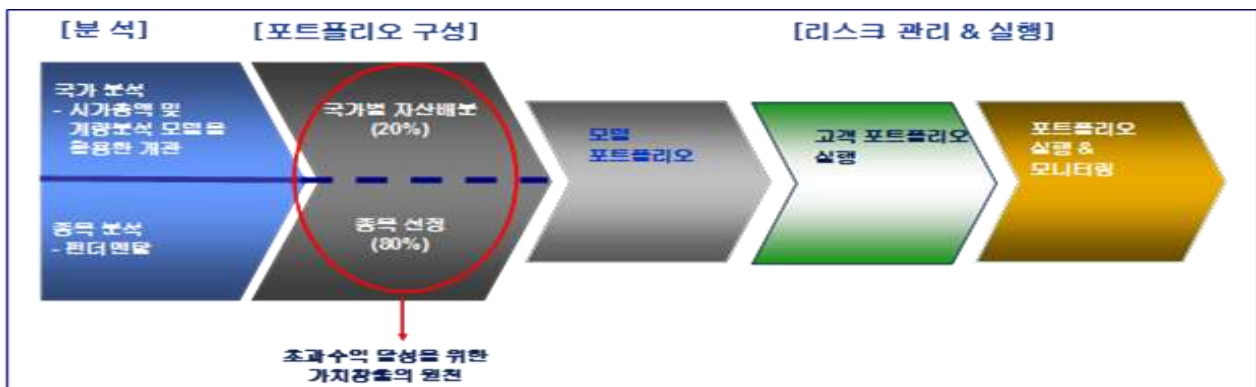 [분 석]
[포트폴리오 구성]
[리스크 관리 & 실행]
국가 분석
- 시가총액 및
계량분석 모델을
활용한 개관
종목 분석
- 펀더멘탈
국가별 자산배분
(20%)
종목 선정
(80%)
모델
포트폴리오
고객 포트폴리오
실행
포트폴리오
실행 &
모니터링
초과수익 달성을 위한
가치창출의 원천